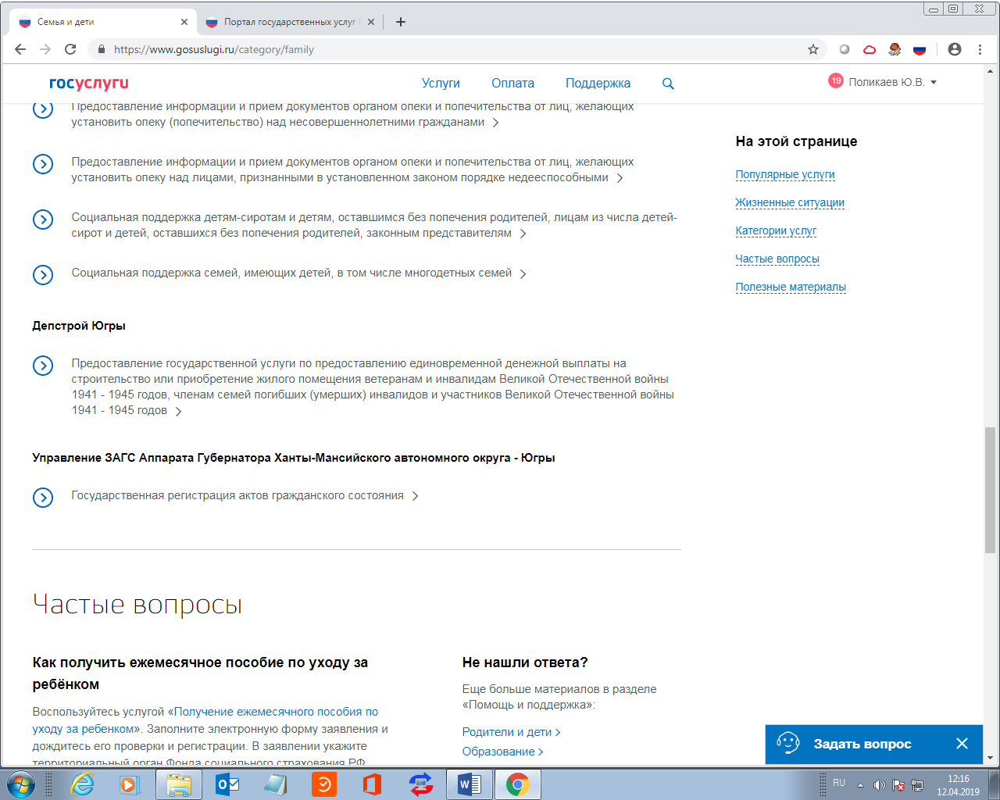 Семья и дети
Портал государственных услуг
https://www.gosuslugi.ru/category/family
госуслуги
Услуги
Оплата
Поддержка
19
Поликаев Ю.В.
Предоставление информации и прием документов органом опеки и попечительства от лиц, желающих
установить опеку (попечительство) над несовершеннолетними гражданами
Предоставление информации и прием документов органом опеки и попечительства от лиц, желающих
установить опеку над лицами, признанными в установленном законом порядке недееспособными
Социальная поддержка детям-сиротам и детям, оставшимся без попечения родителей, лицам из числа детей-
сирот и детей, оставшихся без попечения родителей, законным представителям
Социальная поддержка семей, имеющих детей, в том числе многодетных семей
Депстрой Югры
Предоставление государственной услуги по предоставлению единовременной денежной выплаты на
строительство или приобретение жилого помещения ветеранам и инвалидам Великой Отечественной войны
1941 - 1945 годов, членам семей погибших (умерших) инвалидов и участников Великой Отечественной войны
1941 - 1945 годов
Управление ЗАГС Аппарата Губернатора Ханты-Мансийского автономного округа - Югры
Государственная регистрация актов гражданского состояния
На этой странице
Популярные услуги
Жизненные ситуации
Категории услуг
Частые вопросы
Полезные материалы
Частые вопросы
Как получить ежемесячное пособие по уходу за
ребёнком
Воспользуйтесь услугой «Получение ежемесячного пособия по
уходу за ребенком». Заполните электронную форму заявления и
дождитесь его проверки и регистрации. В заявлении укажите
территориальный орган Фонда социального страхования РФ
Не нашли ответа?
Еще больше материалов в разделе
«Помощь и поддержка»:
Родители и дети
Образование
Задать вопрос
RU
12:16
12.04.2019